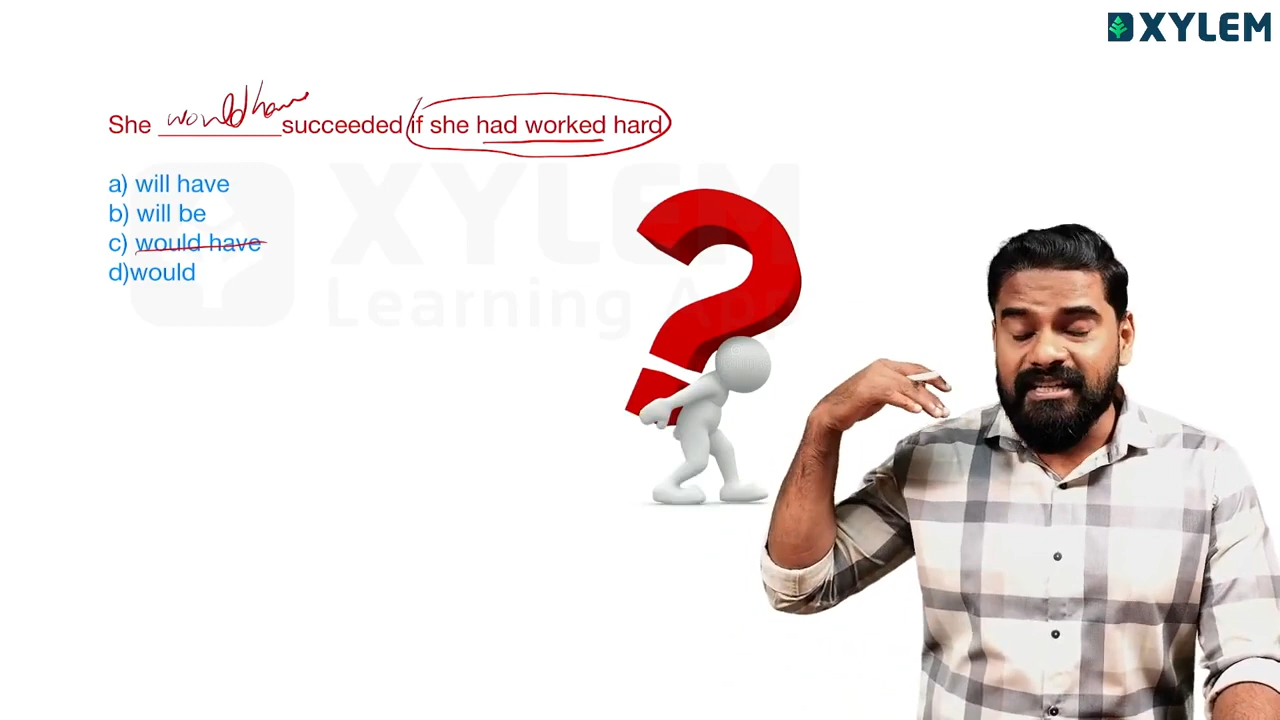 XYLEM
She would have succeeded if she had worked hard
a) will have
b) will be
c) would have
d)would
XYLEM
Learning App